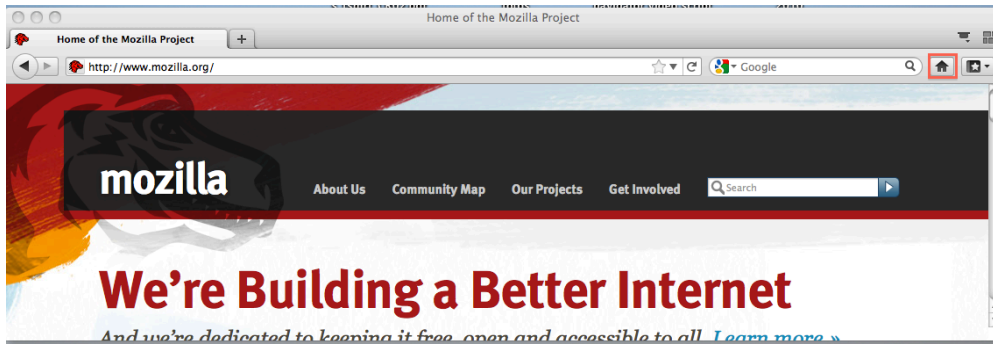 Home of the Mozilla Project
Home of the Mozilla Project
http://www.mozilla.org/
Google
mozilla
About Us Community Map Our Projects Get Involved Search
We're Building a Better Internet
And we're dedicated to keeping it free, open and accessible to all. Learn more »